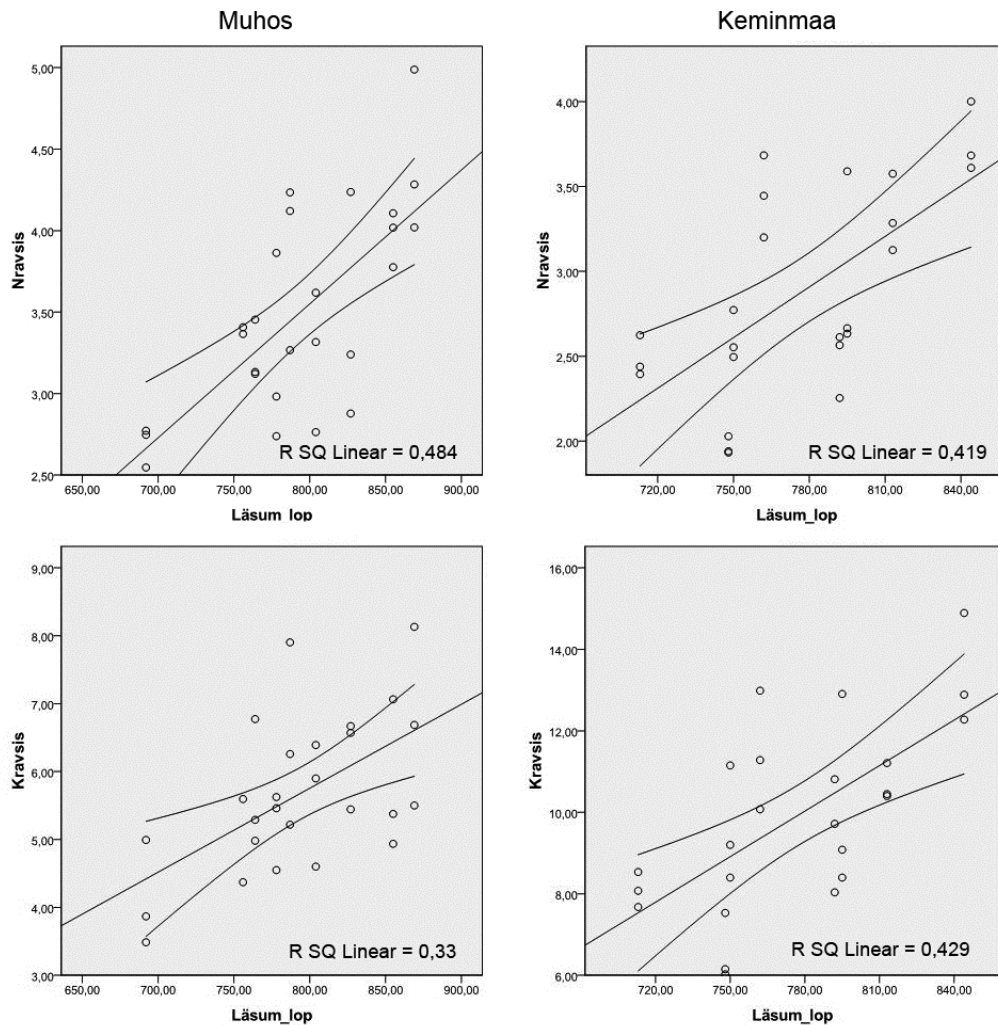 Muhos
Keminmaa
5,00
4,50
4,00
3,50
3,00
2,50
Nravsis
R SQ Linear = 0,484
650,00 700,00 750,00 800,00 850,00 900,00
Läsum_lop
4,00
3,50
3,00
2,50
2,00
Nravsis
R SQ Linear = 0,419
720,00 750,00 780,00 810,00 840,00
Läsum_lop
9,00
8,00
7,00
6,00
5,00
4,00
3,00
Kravsis
R SQ Linear = 0,33
650,00 700,00 750,00 800,00 850,00 900,00
Läsum_lop
16,00
14,00
12,00
10,00
8,00
6,00
Kravsis
R SQ Linear = 0,429
720,00 750,00 780,00 810,00 840,00
Läsum_lop